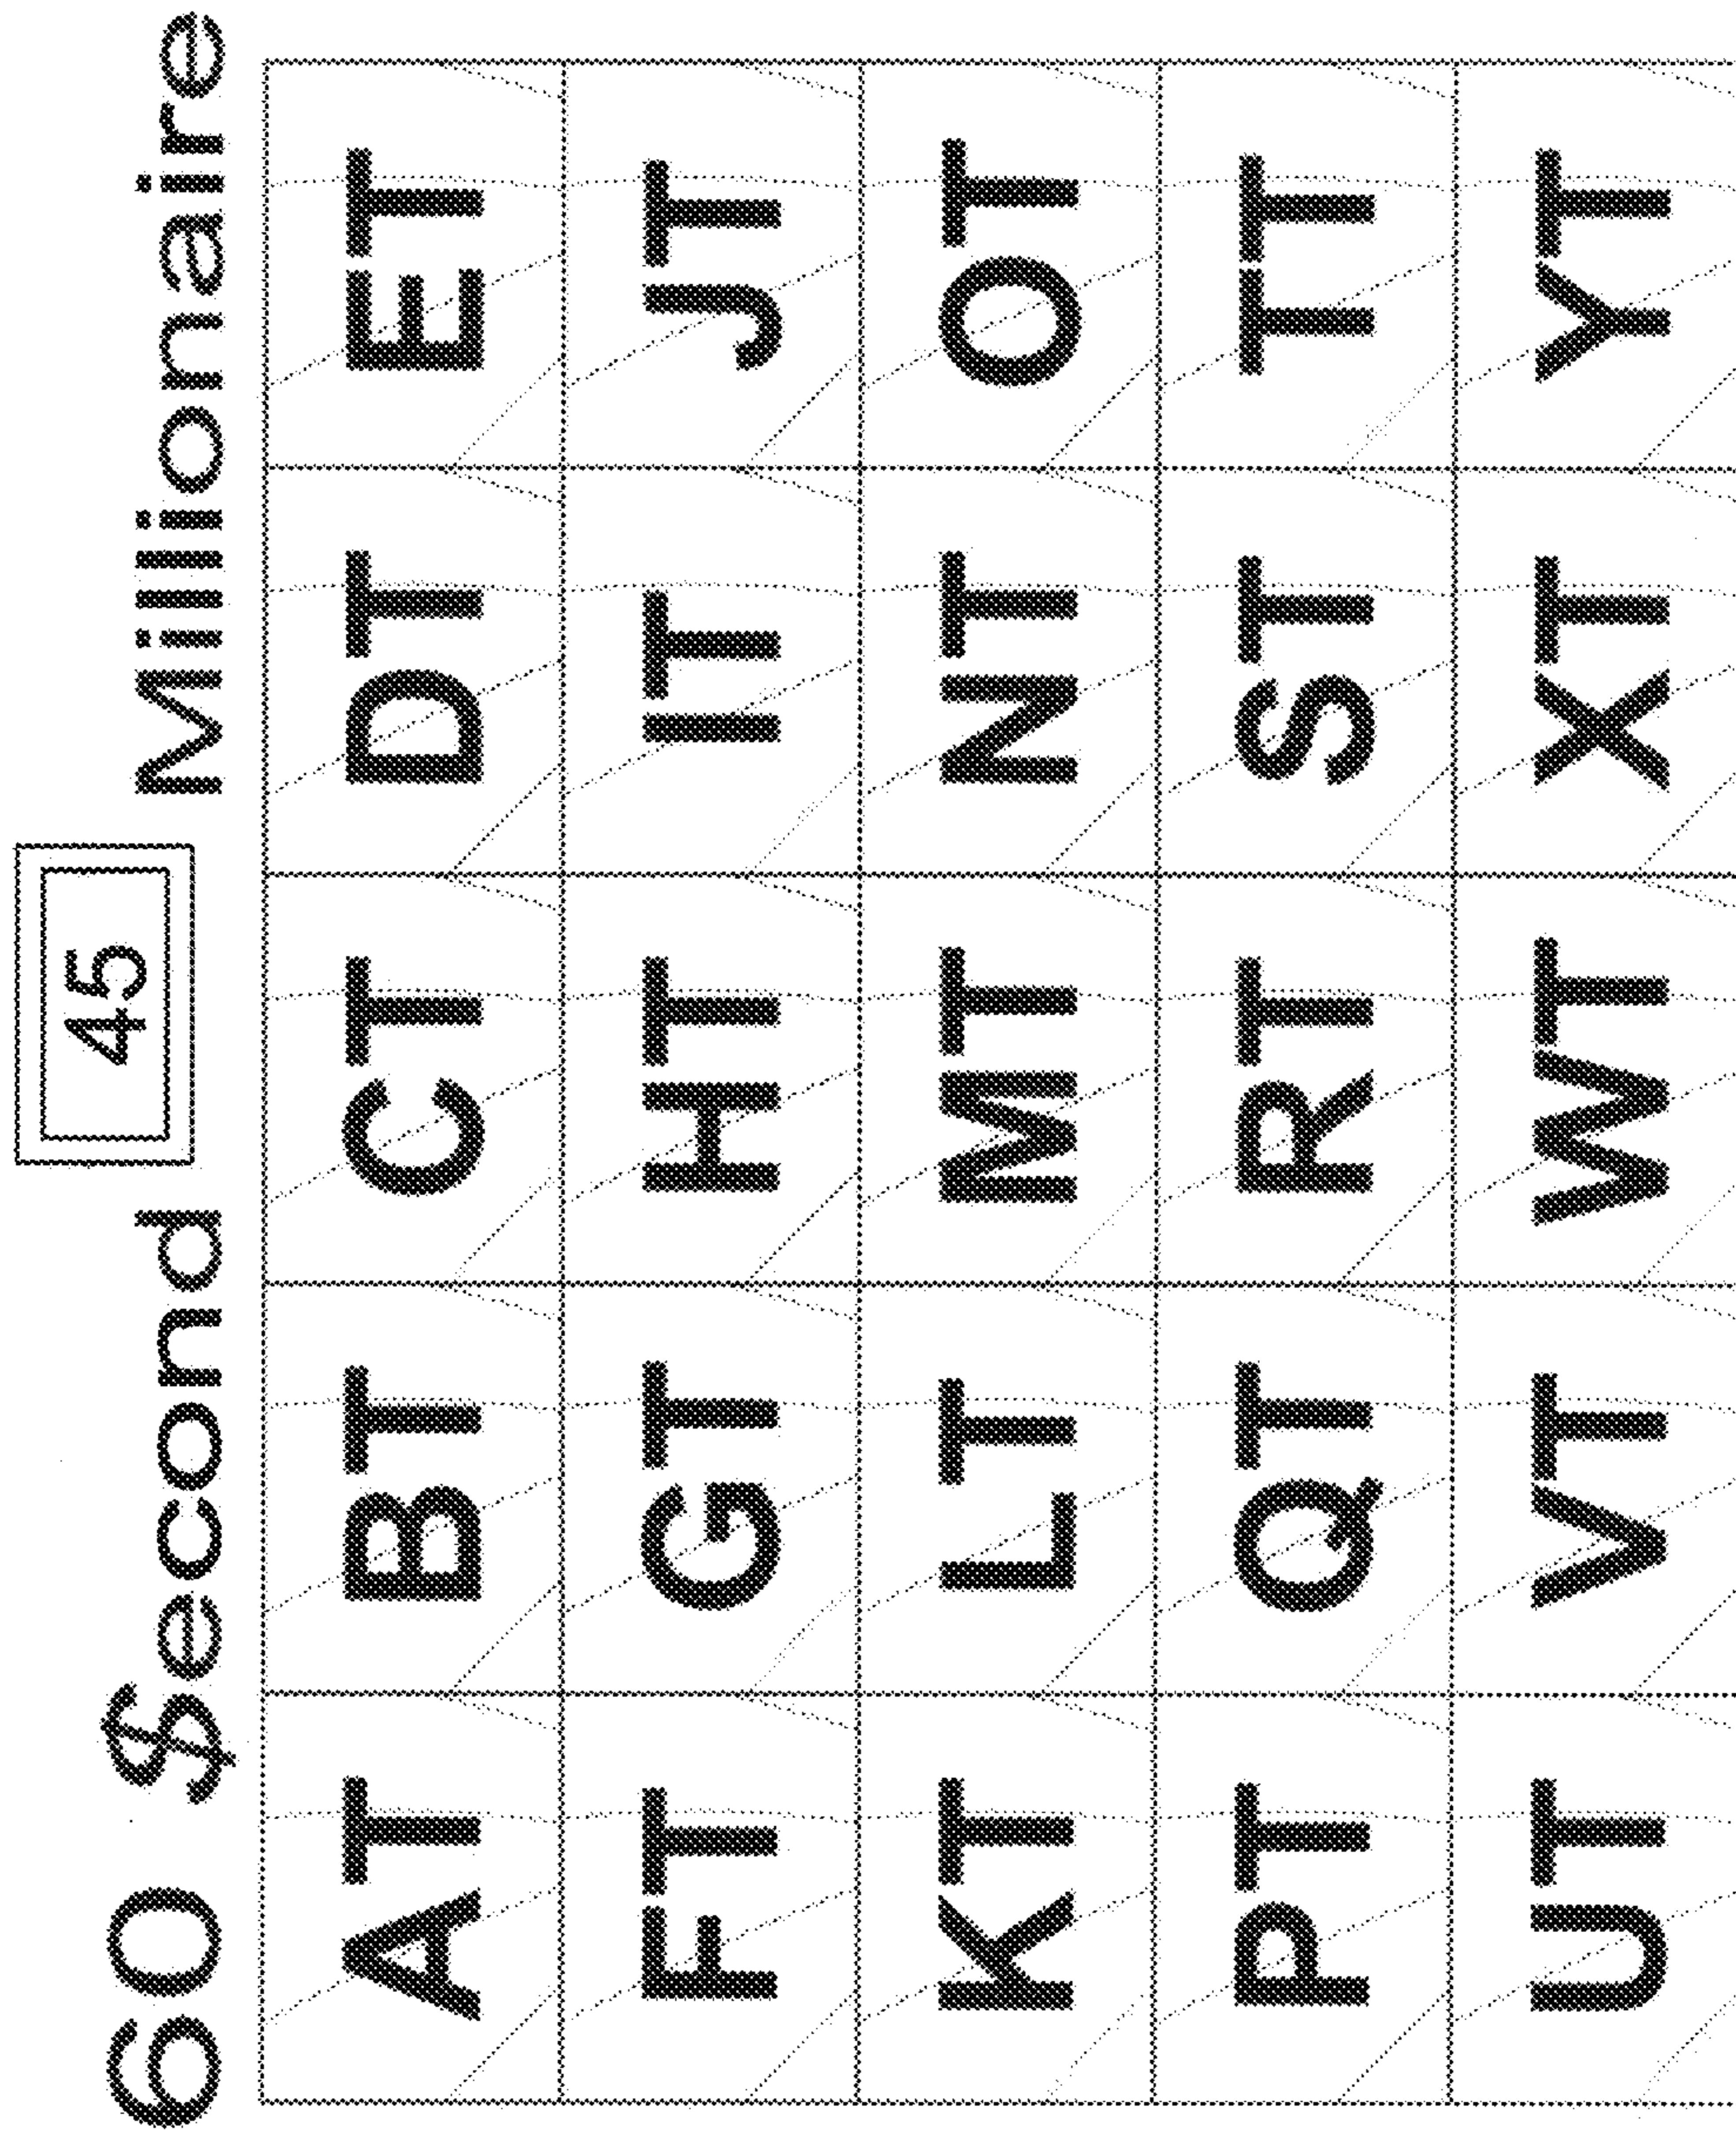 45
60 $econd Millionaire
AT BT CT DT ET
FT GT HT IT JT
KT LT MT NT OT
PT QT RT ST TT
UT VT WT XT YT